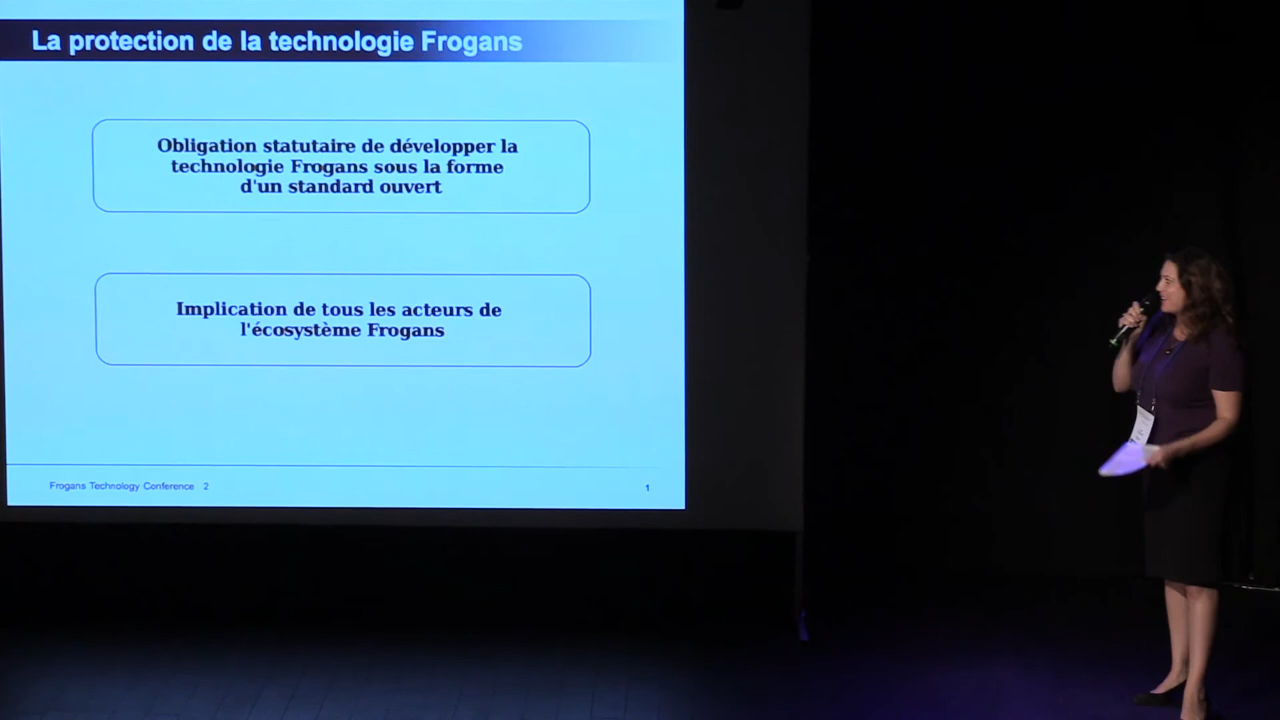 La protection de la technologie Frogans
Obligation statutaire de développer la
technologie Frogans sous la forme
d'un standard ouvert
Implication de tous les acteurs de
l'écosystème Frogans
Frogans Technology Conference 2
1